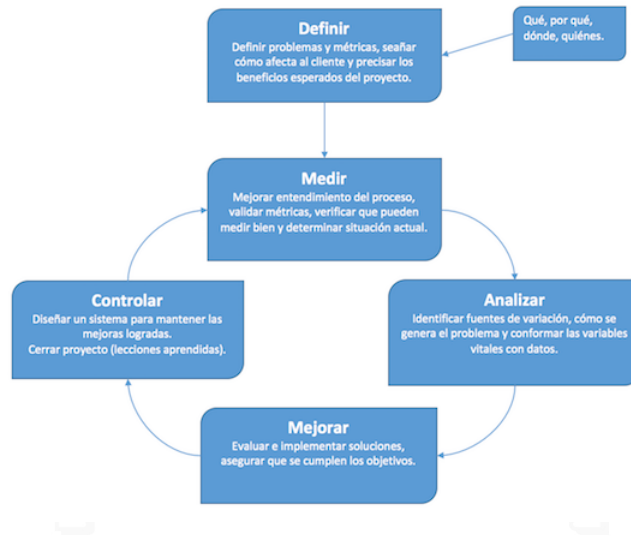 Definir
Definir problemas y métricas, seañar
cómo afecta al cliente y precisar los
beneficios esperados del proyecto.
Qué, por qué,
dónde, quiénes.
Medir
Mejorar entendimiento del proceso,
validar métricas, verificar que pueden
medir bien y determinar situación actual.
Analizar
Identificar fuentes de variación, cómo se
genera el problema y conformar las variables
vitales con datos.
Controlar
Diseñar un sistema para mantener las
mejoras logradas.
Cerrar proyecto (lecciones aprendidas).
Mejorar
Evaluar e implementar soluciones,
asegurar que se cumplen los objetivos.